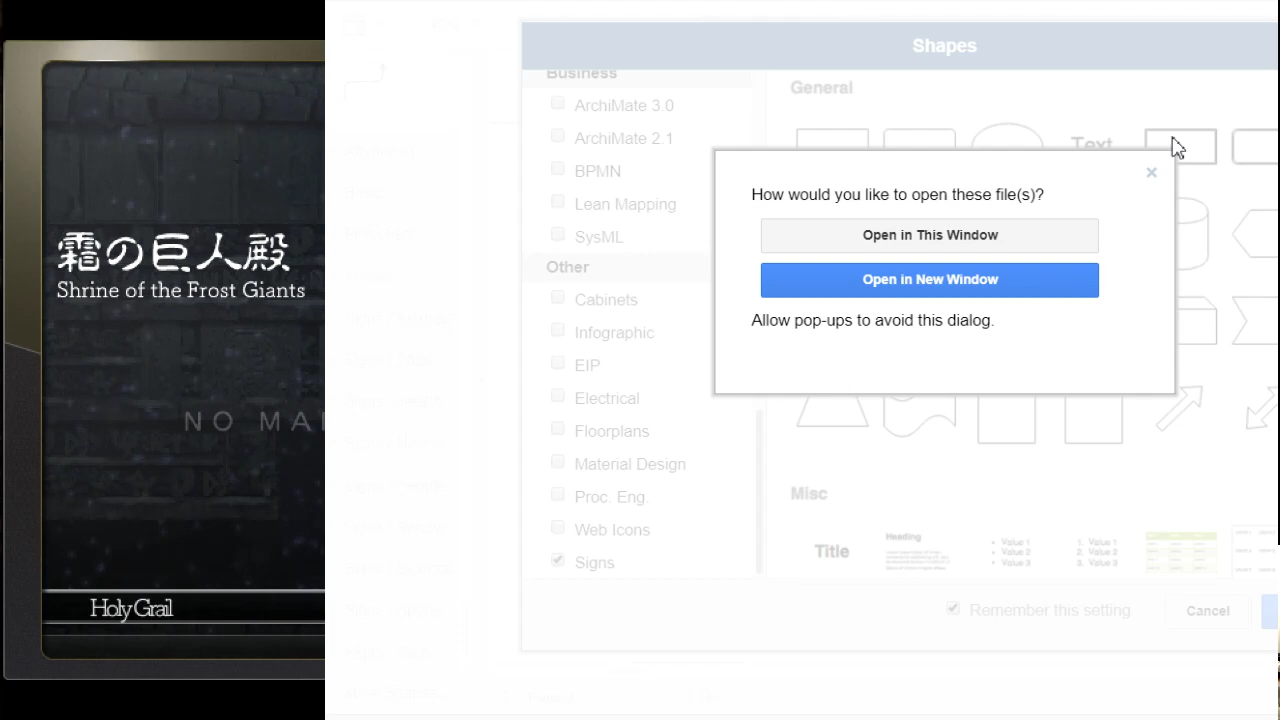 霜の巨人殿
Shrine of the Frost Giants
NO MA
Holy Grail
Shapes
Business
ArchiMate 3.0
ArchiMate 2.1
BPMN
Lean Mapping
SysML
Other
Cabinets
Infographic
EIP
Electrical
Floorplans
Material Design
Proc. Eng.
Web Icons
Signs
General
Text
How would you like to open these file(s)?
Open in This Window
Open in New Window
Allow pop-ups to avoid this dialog.
Misc
Title
Heading
Value 1
Value 2
Value 3
1. Value 1
2. Value 2
3. Value 3
Remember this setting
Cancel